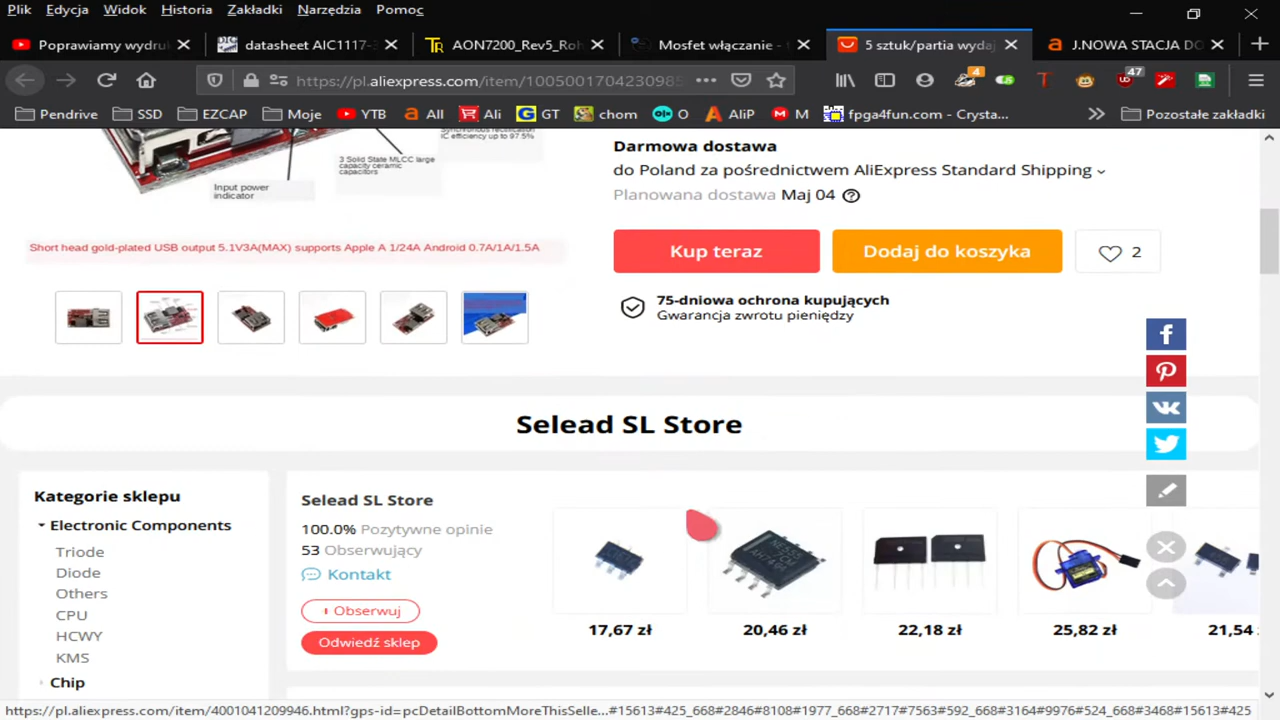 Plik Edycja Widok Historia Zakładki Narzędzia Pomoc
Poprawiamy wydru datasheet AIC1117- TR AON7200_Rev5_Roh Mosfet włączanie - 5 sztuk/partia wydaj J.NOWA STACJA DO
https://pl.aliexpress.com/item/1005001704230985
4 47
Pendrive SSD EZCAP Moje YTB All Ali GT chom O AliP M fpga4fun.com - Crysta... Pozostałe zakładki
Synchronous rectification
IC efficiency up to 97.5%
3 Solid State MLCC large
capacity ceramic
capacitors
Input power
indicator
Short head gold-plated USB output 5.1V3A(MAX) supports Apple A 1/24A Android 0.7A/1A/1.5A
Darmowa dostawa
do Poland za pośrednictwem AliExpress Standard Shipping
Planowana dostawa Maj 04
Kup teraz Dodaj do koszyka 2
75-dniowa ochrona kupujących
Gwarancja zwrotu pieniędzy
Selead SL Store
Kategorie sklepu
Electronic Components
Triode
Diode
Others
CPU
HCWY
KMS
Chip
Selead SL Store
100.0% Pozytywne opinie
53 Obserwujący
Kontakt
+ Obserwuj
Odwiedź sklep
17,67 zł 20,46 zł 22,18 zł 25,82 zł 21,54
https://pl.aliexpress.com/item/4001041209946.html?gps-id=pcDetailBottomMoreThisSelle...#15613#425_668#2846#8108#1977_668#2717#7563#592_668#3164#9976#524_668#3468#15613#425